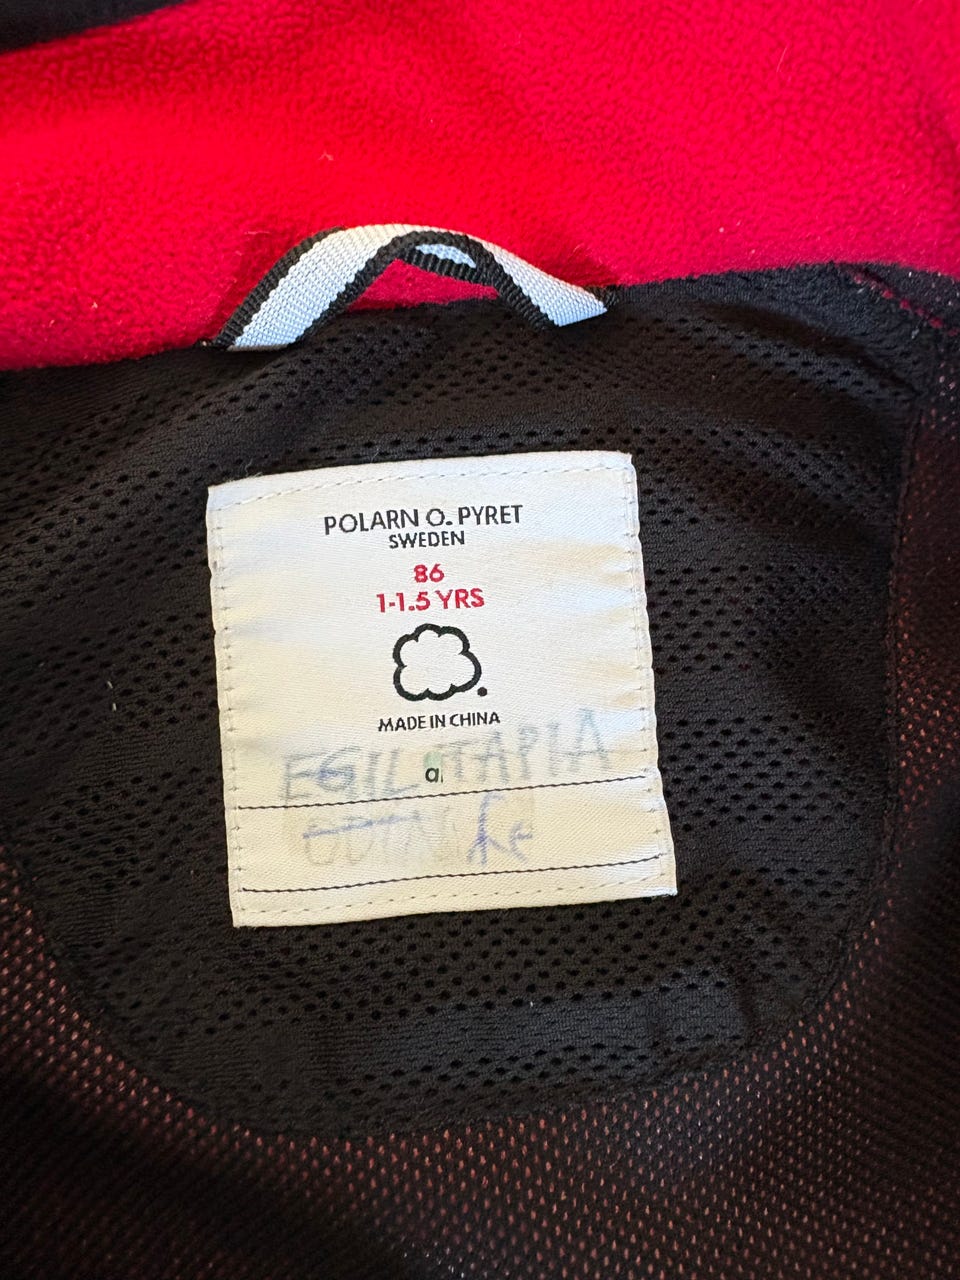 POLARN O. PYRET
SWEDEN
86
1-1.5 YRS
MADE IN CHINA
EGIL TAPIA
a